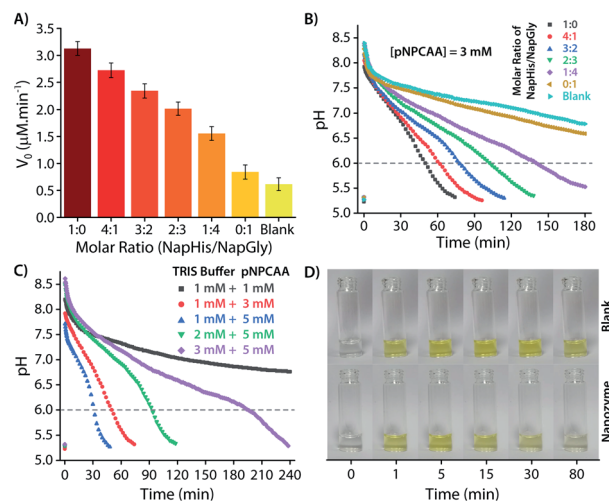 A)
V₀ (μM.min⁻¹)
3.5
3.0
2.5
2.0
1.5
1.0
0.5
0.0
1:0 4:1 3:2 2:3 1:4 0:1 Blank
Molar Ratio (NapHis/NapGly)
B)
[pNPCAA] = 3 mM
Molar Ratio of
NapHis/NapGly
1:0
4:1
3:2
2:3
1:4
0:1
Blank
pH
8.5
8.0
7.5
7.0
6.5
6.0
5.5
5.0
0 30 60 90 120 150 180
Time (min)
C)
TRIS Buffer pNPCAA
1 mM + 1 mM
1 mM + 3 mM
1 mM + 5 mM
2 mM + 5 mM
3 mM + 5 mM
pH
9.0
8.5
8.0
7.5
7.0
6.5
6.0
5.5
5.0
0 30 60 90 120 150 180 210 240
Time (min)
D)
Blank
Nanozyme
0 1 5 15 30 80
Time (min)